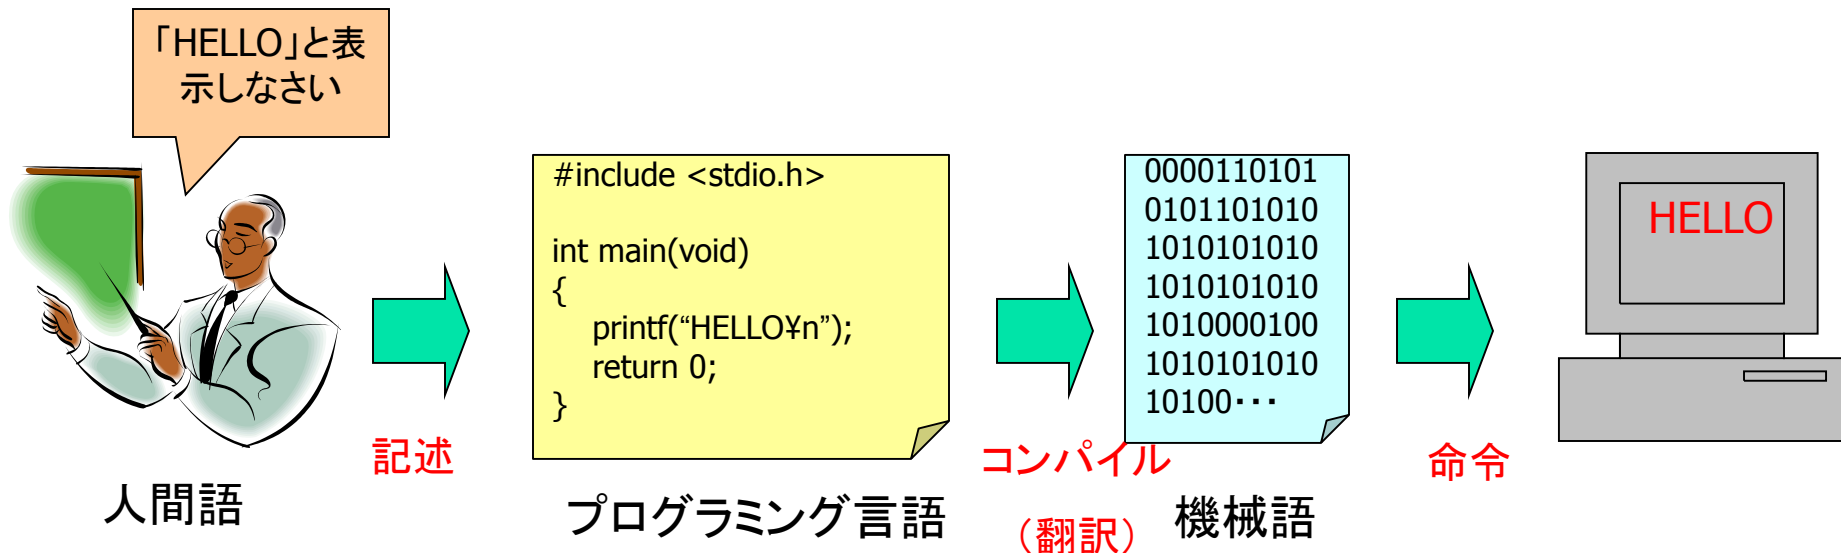 「HELLO」と表
示しなさい
人間語
記述
#include <stdio.h>
int main(void)
{
printf(“HELLO¥n”);
return 0;
}
プログラミング言語
コンパイル
（翻訳）
0000110101
0101101010
1010101010
1010101010
1010000100
1010101010
10100･･･
機械語
命令
HELLO